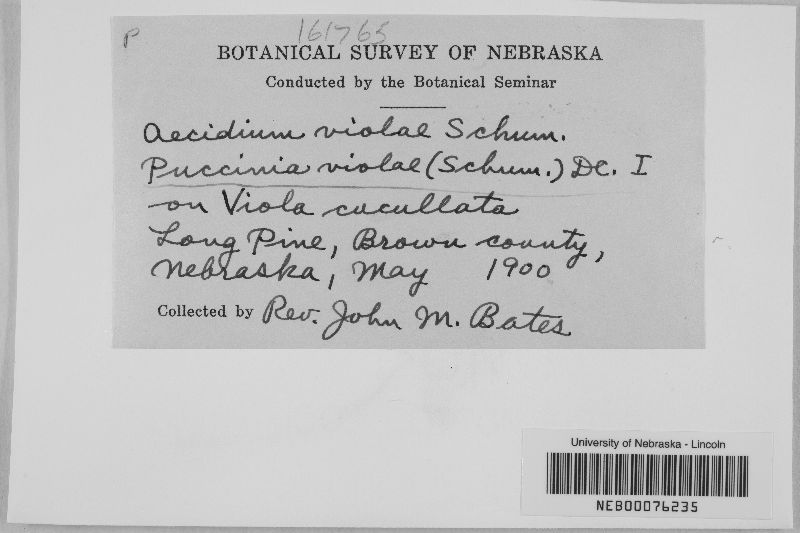 P 161765
BOTANICAL SURVEY OF NEBRASKA
Conducted by the Botanical Seminar
Aecidium violae Schum.
Puccinia violae (Schum.) DC. I
on Viola cucullata
Long Pine, Brown county,
Nebraska, May 1900
Collected by Rev. John M. Bates
University of Nebraska - Lincoln
NEB00076235